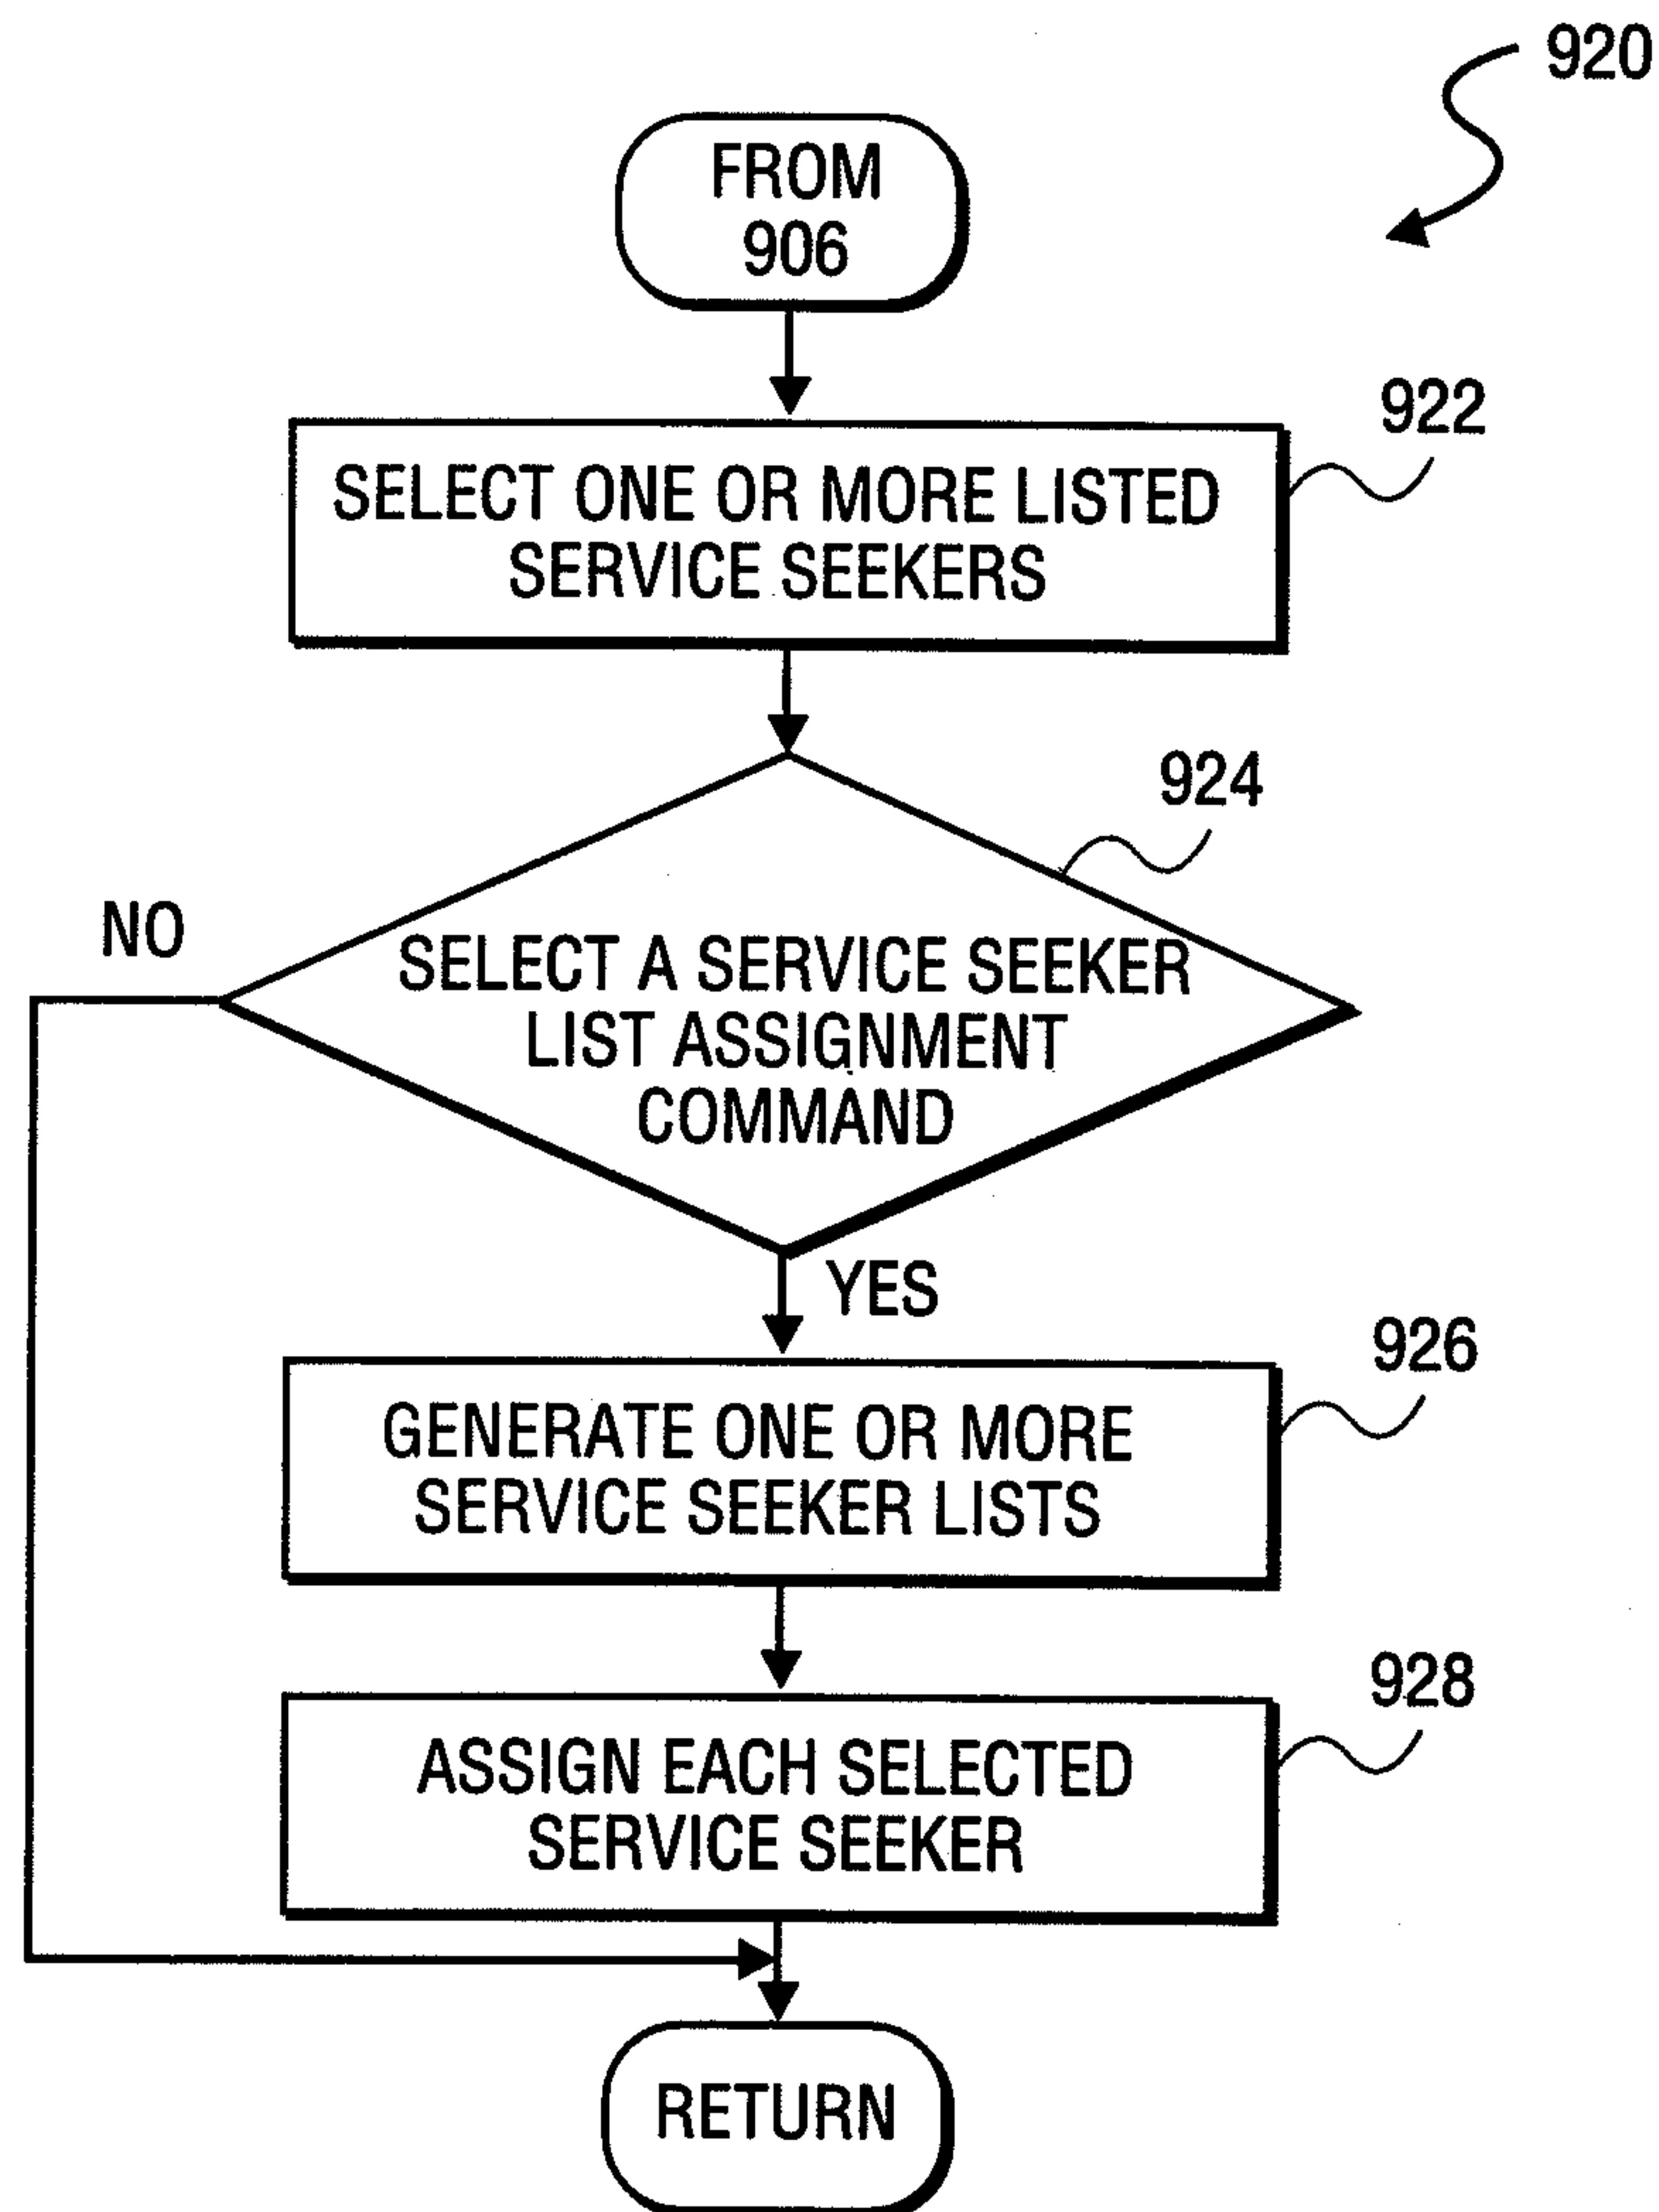 920
FROM
906
922
SELECT ONE OR MORE LISTED
SERVICE SEEKERS
924
NO
SELECT A SERVICE SEEKER
LIST ASSIGNMENT
COMMAND
YES
926
GENERATE ONE OR MORE
SERVICE SEEKER LISTS
928
ASSIGN EACH SELECTED
SERVICE SEEKER
RETURN